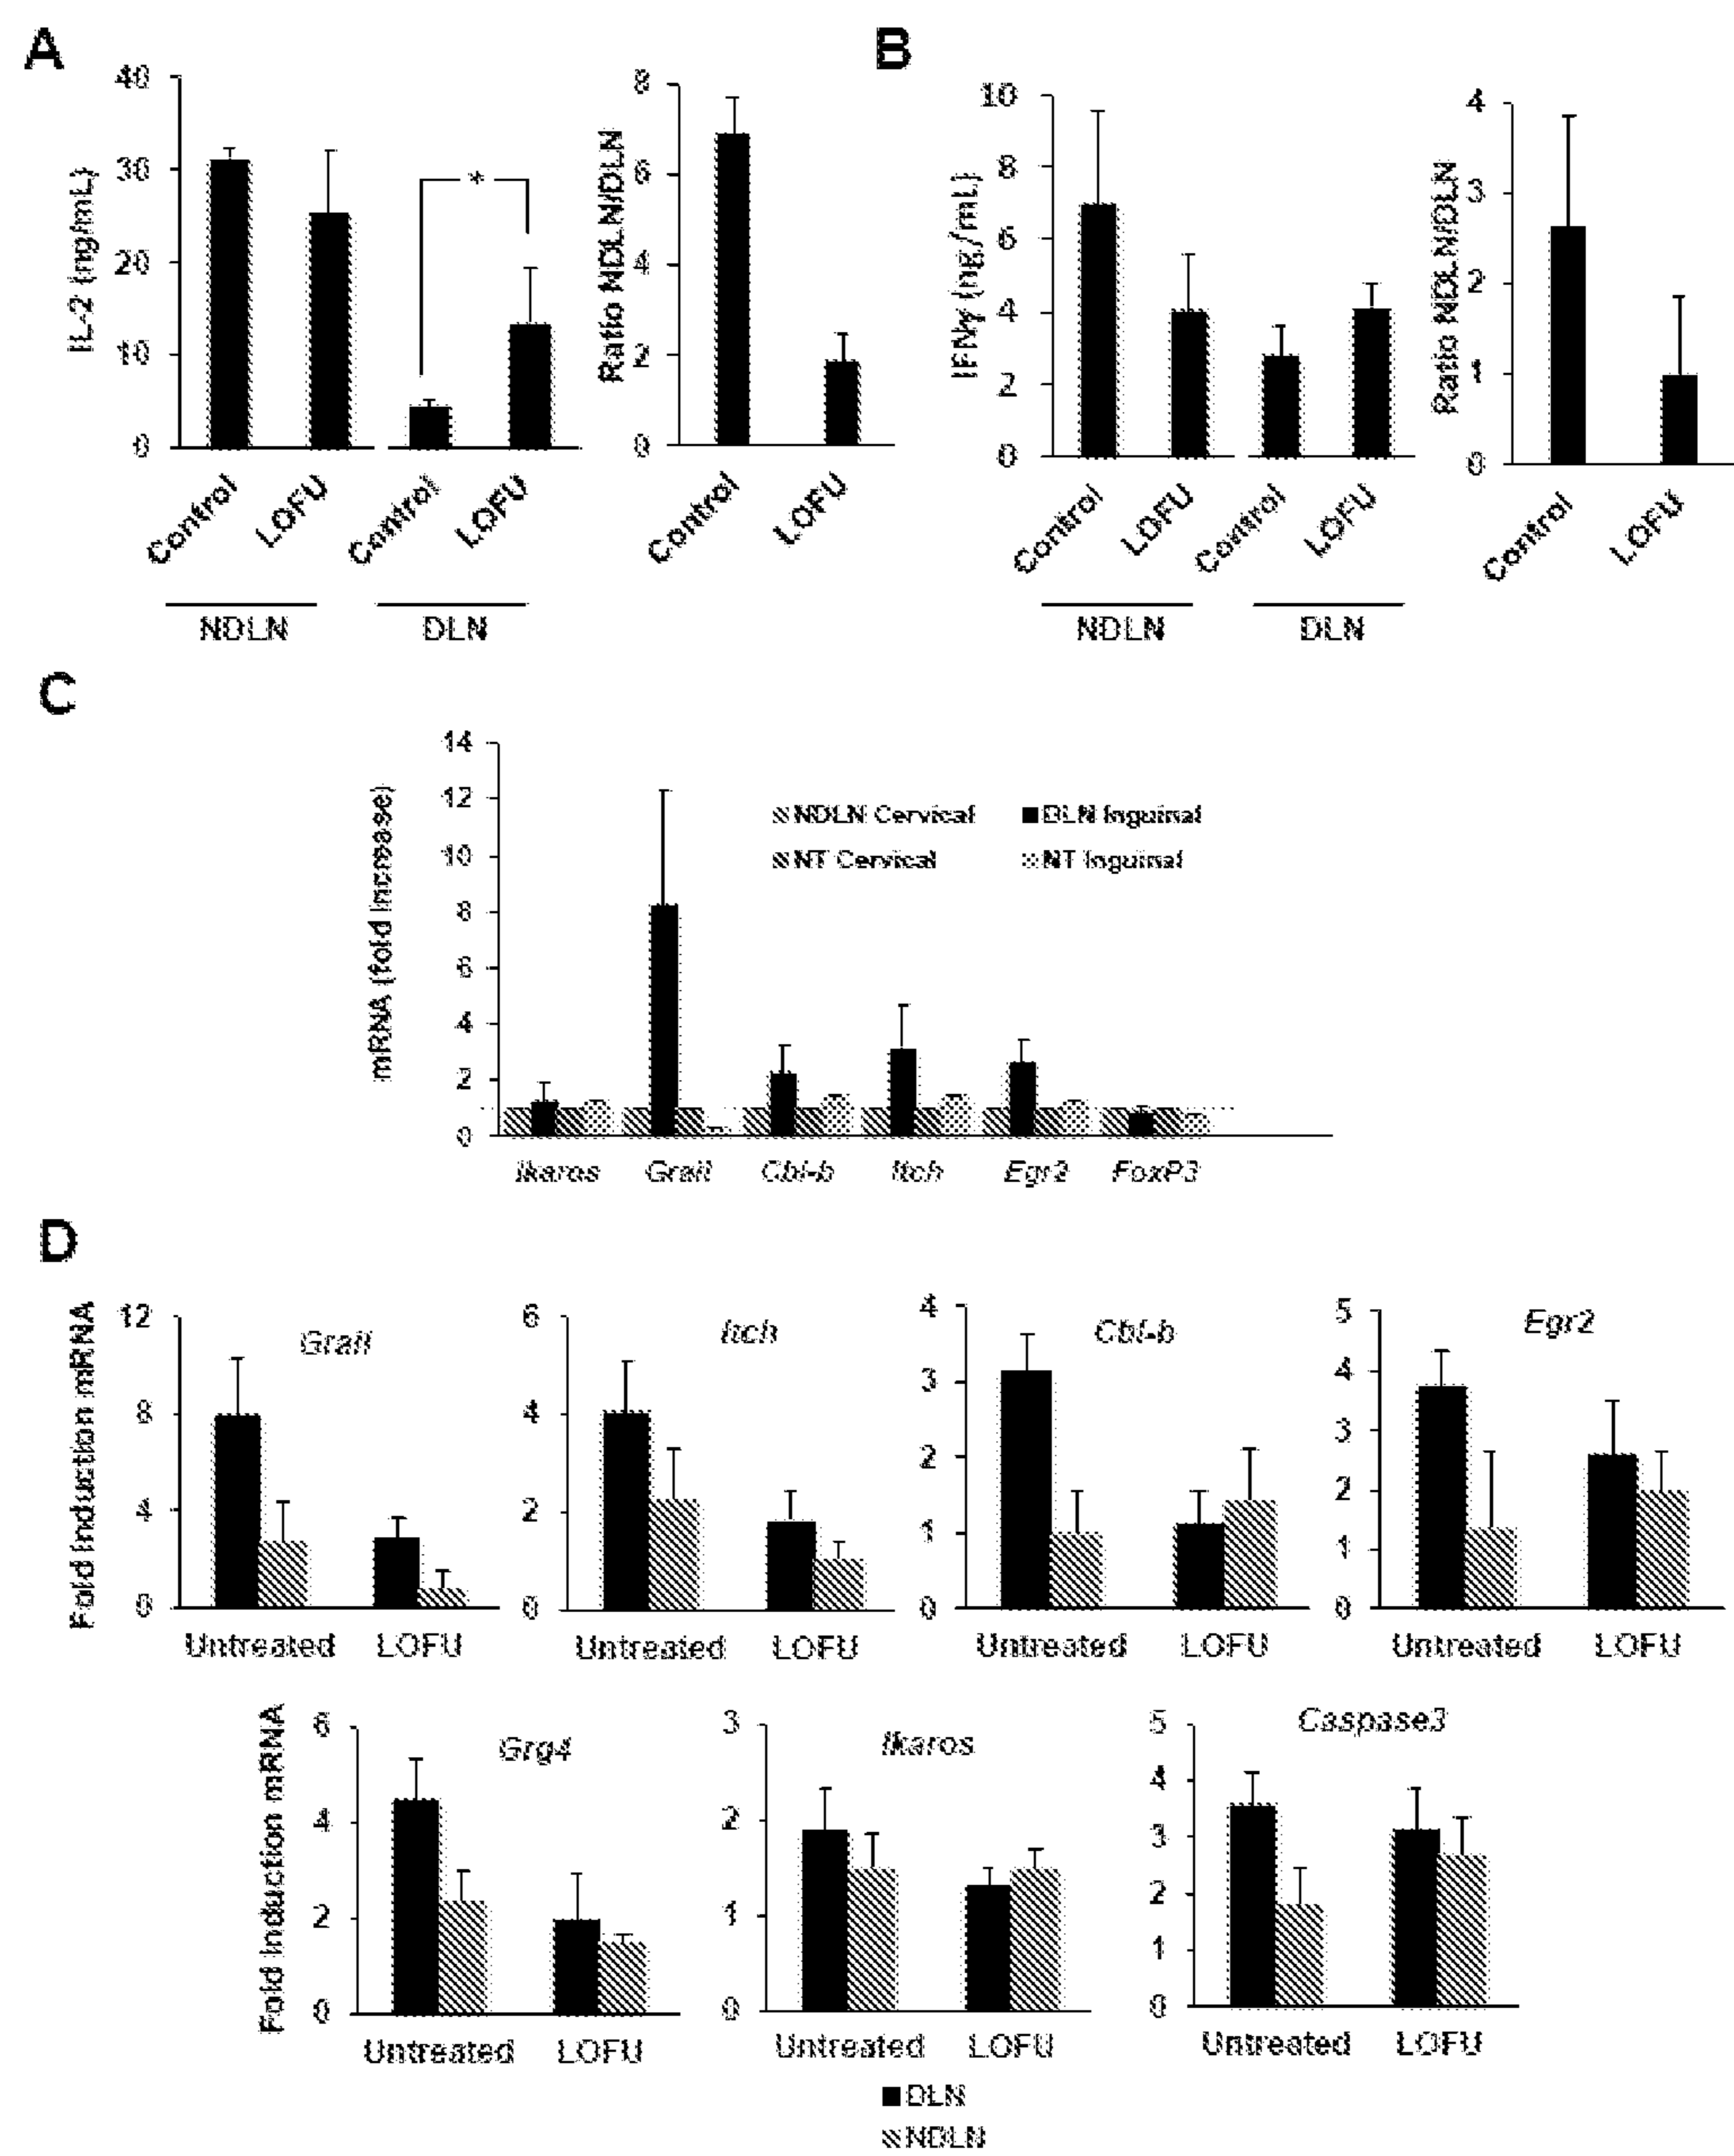 A
B
IL-2 (ng/mL)
40
30
20
10
0
Control
LOFU
Control
LOFU
NDLN
DLN
*
Ratio NDLN/DLN
8
6
4
2
0
Control
LOFU
IFNγ (ng/mL)
10
8
6
4
2
0
Control
LOFU
Control
LOFU
NDLN
DLN
Ratio NDLN/DLN
4
3
2
1
0
Control
LOFU
C
mRNA (fold increase)
14
12
10
8
6
4
2
0
NDLN Cervical
DLN Inguinal
NT Cervical
NT Inguinal
Ikaros
Grail
Cbl-b
Itch
Egr2
FoxP3
D
Fold Induction mRNA
12
8
4
0
Grail
Untreated
LOFU
6
4
2
0
Itch
Untreated
LOFU
4
3
2
1
0
Cbl-b
Untreated
LOFU
5
4
3
2
1
0
Egr2
Untreated
LOFU
Fold Induction mRNA
6
4
2
0
Grg4
Untreated
LOFU
3
2
1
0
Ikaros
Untreated
LOFU
5
4
3
2
1
0
Caspase3
Untreated
LOFU
DLN
NDLN